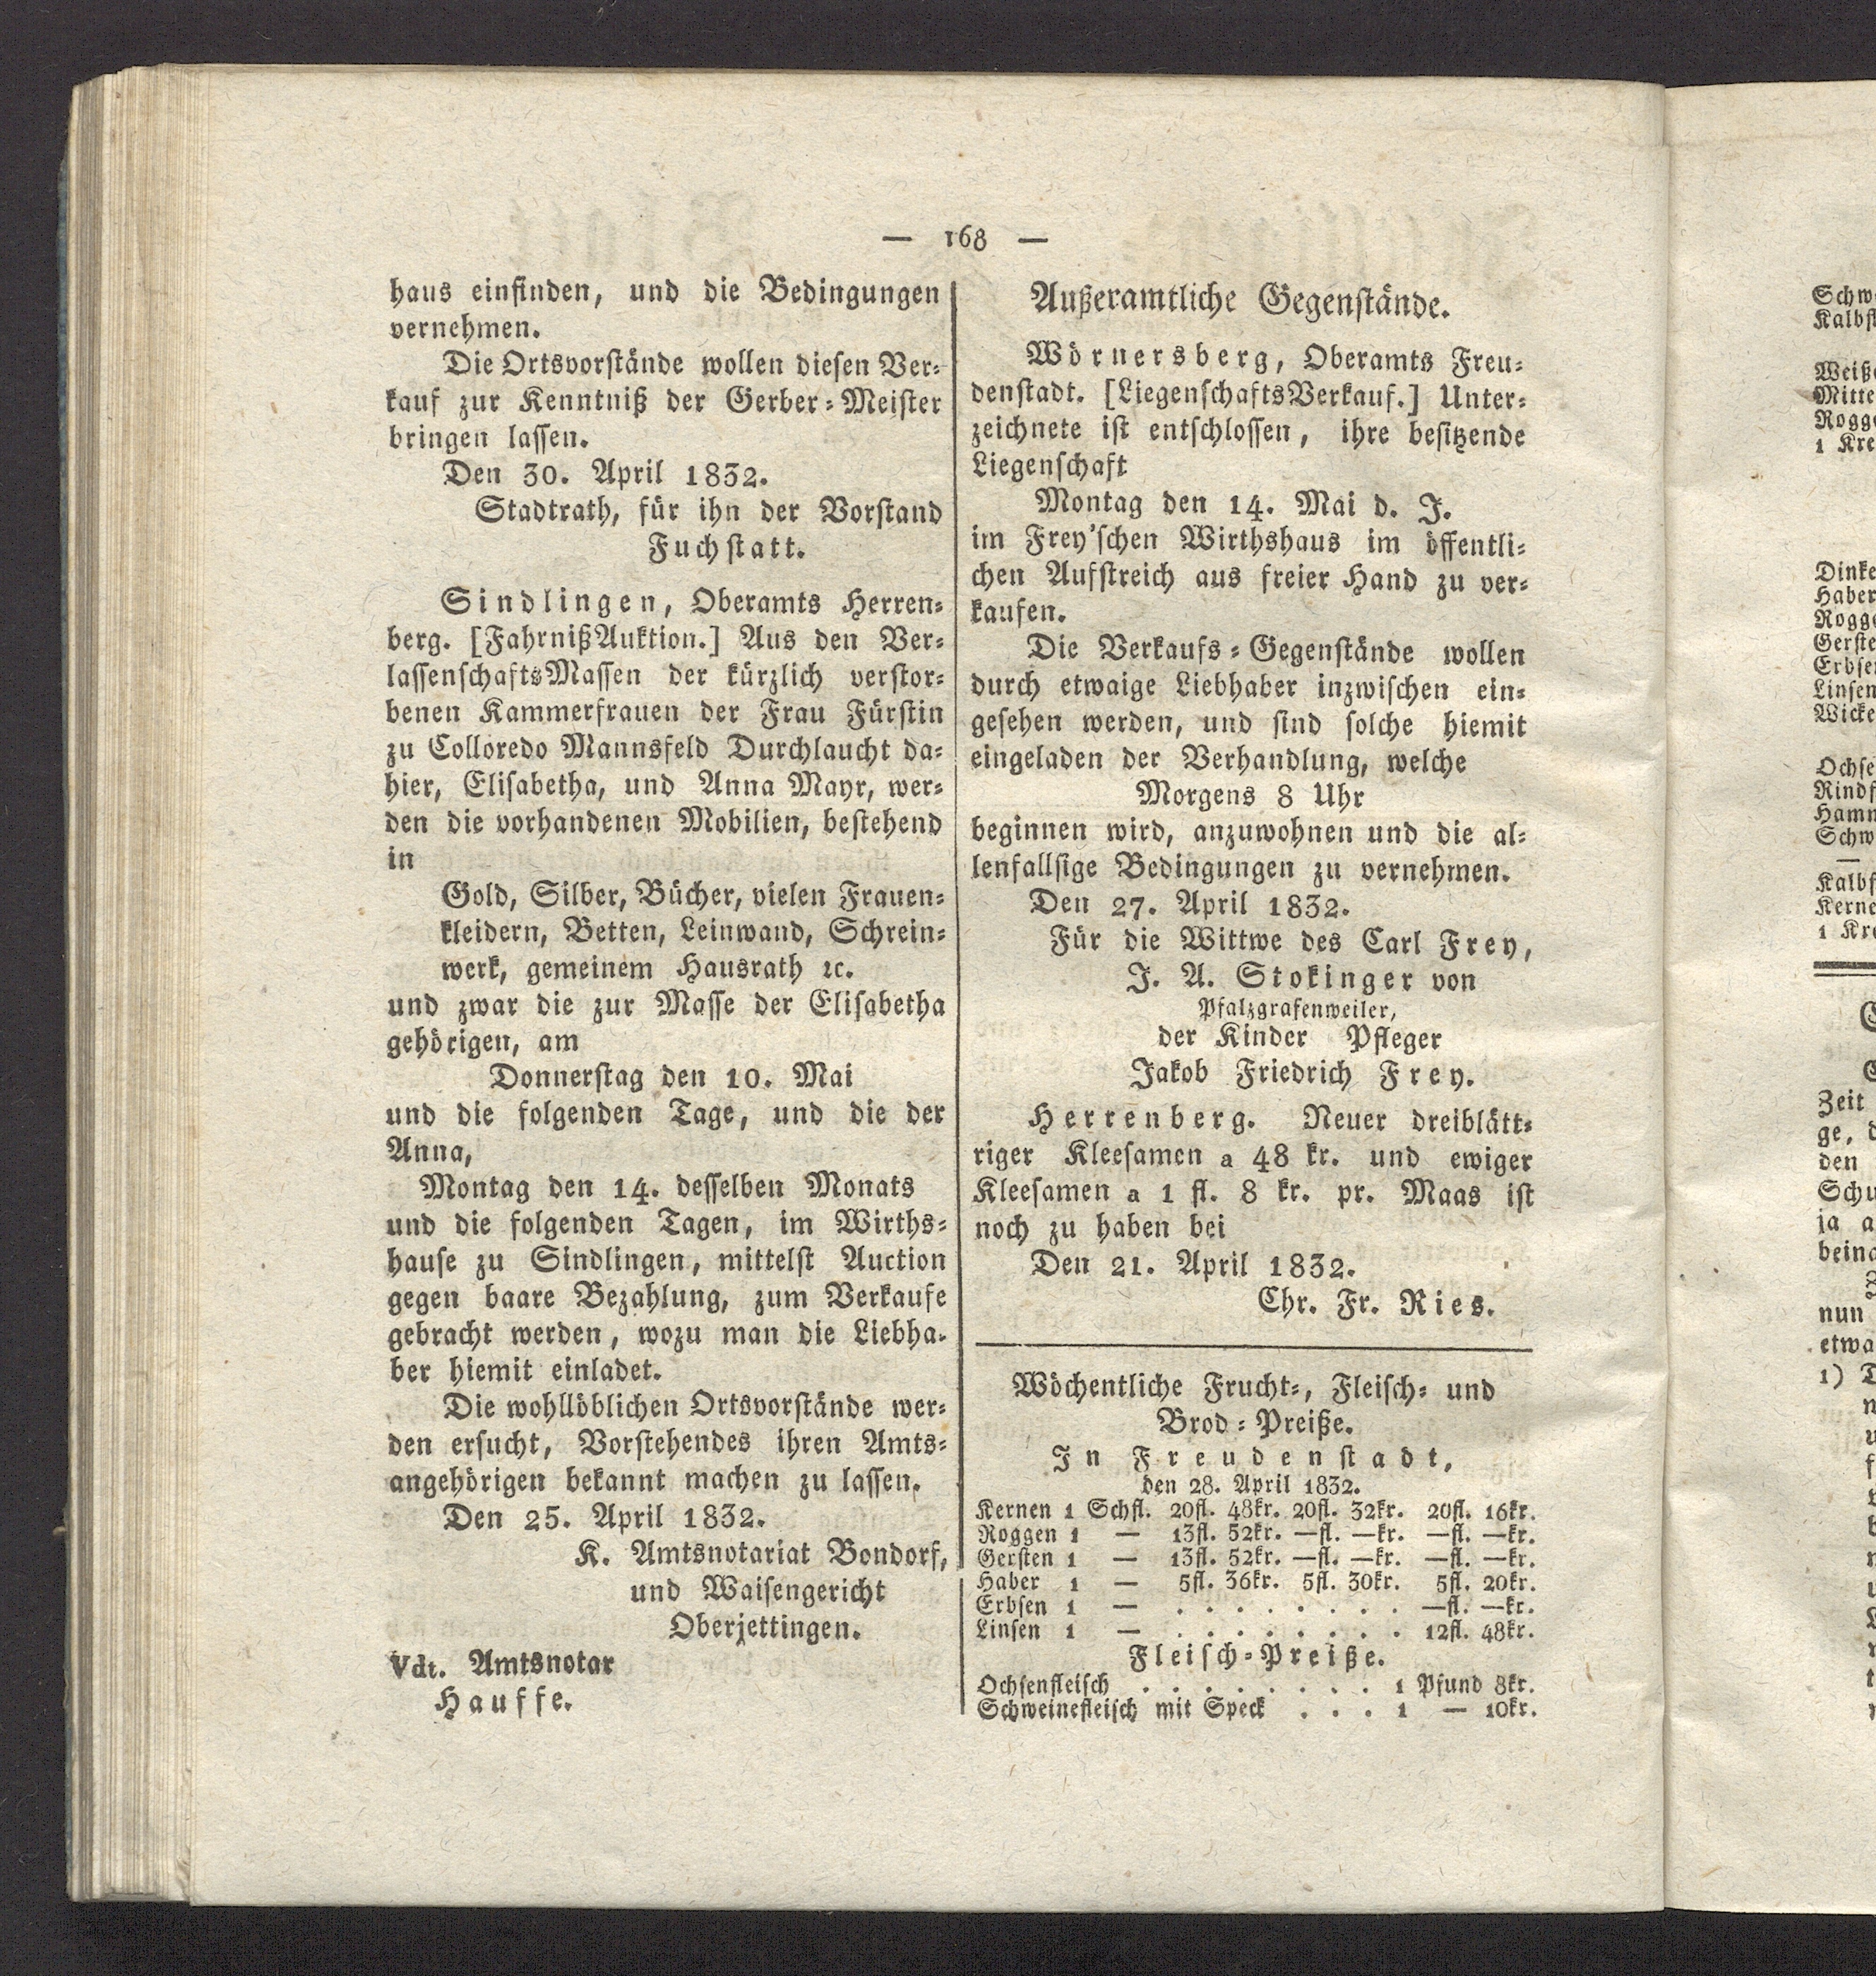 — 168 —
haus einfinden, und die Bedingungen
vernehmen.
Die Ortsvorstände wollen diesen Ver-
kauf zur Kenntniß der Gerber-Meister
bringen lassen.
Den 30. April 1832.
Stadtrath, für ihn der Vorstand
Fuchstatt.
Sindlingen, Oberamts Herren-
berg. [FahrnißAuktion.] Aus den Ver-
lassenschaftsMassen der kürzlich verstor-
benen Kammerfrauen der Frau Fürstin
zu Colloredo Mannsfeld Durchlaucht da-
hier, Elisabetha, und Anna Mayr, wer-
den die vorhandenen Mobilien, bestehend
in
Gold, Silber, Bücher, vielen Frauen-
kleidern, Betten, Leinwand, Schrein-
werk, gemeinem Hausrath ꝛc.
und zwar die zur Masse der Elisabetha
gehörigen, am
Donnerstag den 10. Mai
und die folgenden Tage, und die der
Anna,
Montag den 14. desselben Monats
und die folgenden Tagen, im Wirths-
hause zu Sindlingen, mittelst Auction
gegen baare Bezahlung, zum Verkaufe
gebracht werden, wozu man die Liebha-
ber hiemit einladet.
Die wohllöblichen Ortsvorstände wer-
den ersucht, Vorstehendes ihren Amts-
angehörigen bekannt machen zu lassen.
Den 25. April 1832.
K. Amtsnotariat Bondorf,
und Waisengericht
Oberjettingen.
Vdt. Amtsnotar
Hauffe.
Außeramtliche Gegenstände.
Wörnersberg, Oberamts Freu-
denstadt. [LiegenschaftsVerkauf.] Unter-
zeichnete ist entschlossen, ihre besitzende
Liegenschaft
Montag den 14. Mai d. J.
im Frey'schen Wirthshaus im öffentli-
chen Aufstreich aus freier Hand zu ver-
kaufen.
Die Verkaufs-Gegenstände wollen
durch etwaige Liebhaber inzwischen ein-
gesehen werden, und sind solche hiemit
eingeladen der Verhandlung, welche
Morgens 8 Uhr
beginnen wird, anzuwohnen und die al-
lenfallsige Bedingungen zu vernehmen.
Den 27. April 1832.
Für die Wittwe des Carl Frey,
J. A. Stokinger von
Pfalzgrafenweiler,
der Kinder Pfleger
Jakob Friedrich Frey.
Herrenberg. Neuer dreiblätt-
riger Kleesamen a 48 kr. und ewiger
Kleesamen a 1 fl. 8 kr. pr. Maas ist
noch zu haben bei
Den 21. April 1832.
Chr. Fr. Ries.
Wöchentliche Frucht-, Fleisch- und
Brod-Preiße.
In Freudenstadt,
den 28. April 1832.
Kernen 1 Schfl. 20fl. 48kr. 20fl. 32kr. 20fl. 16kr.
Roggen 1 — 13fl. 52kr. —fl. —kr. —fl. —kr.
Gersten 1 — 13fl. 52kr. —fl. —kr. —fl. —kr.
Haber 1 — 5fl. 36kr. 5fl. 30kr. 5fl. 20kr.
Erbsen 1 — . . . . . . . . —fl. —kr.
Linsen 1 — . . . . . . . . 12fl. 48kr.
Fleisch-Preiße.
Ochsenfleisch . . . . . . . . 1 Pfund 8kr.
Schweinefleisch mit Speck . . . 1 — 10kr.